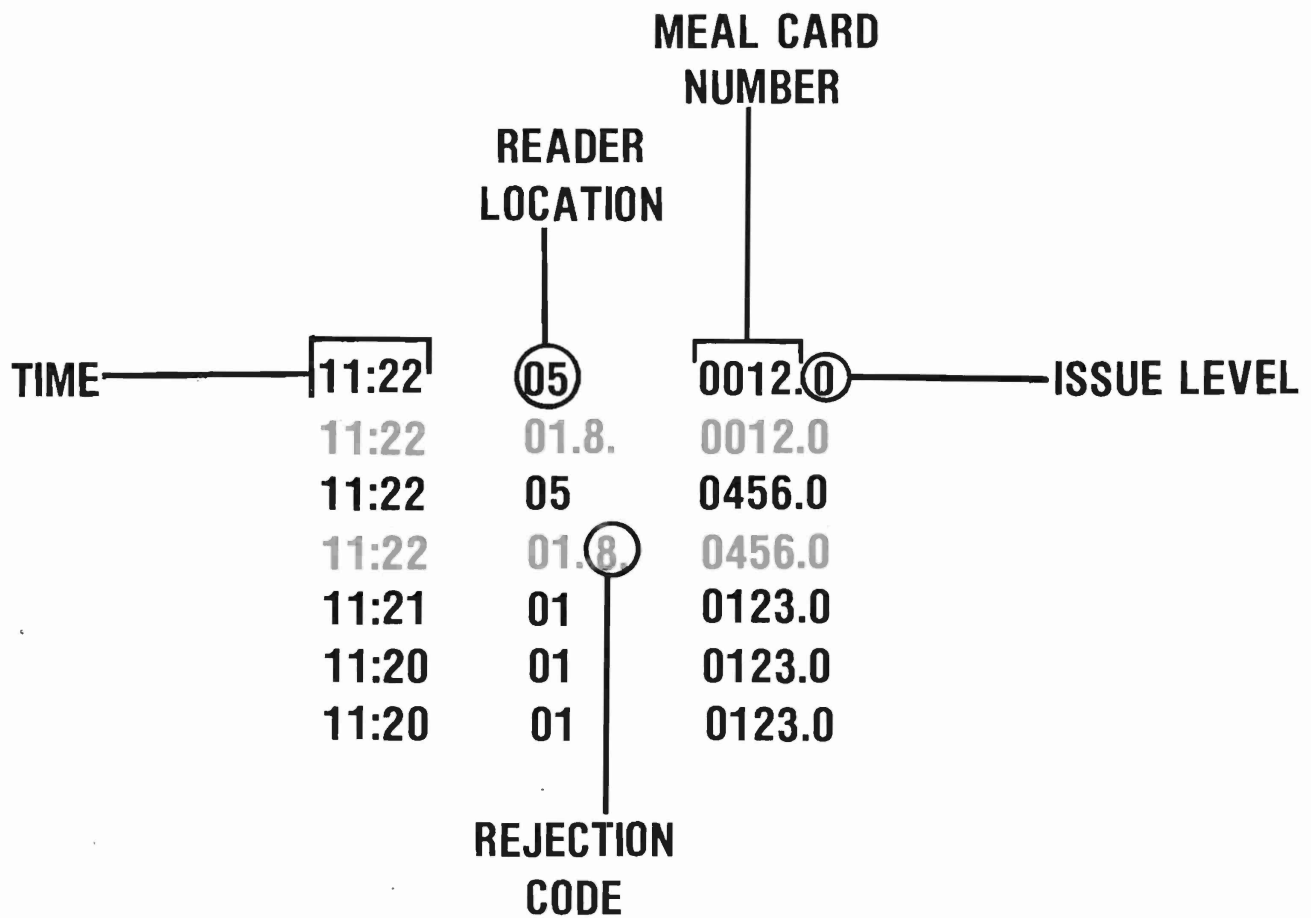 MEAL CARD
NUMBER
READER
LOCATION
TIME 11:22 05 0012.0 ISSUE LEVEL
11:22 01.8. 0012.0
11:22 05 0456.0
11:22 01.8. 0456.0
11:21 01 0123.0
11:20 01 0123.0
11:20 01 0123.0
REJECTION
CODE